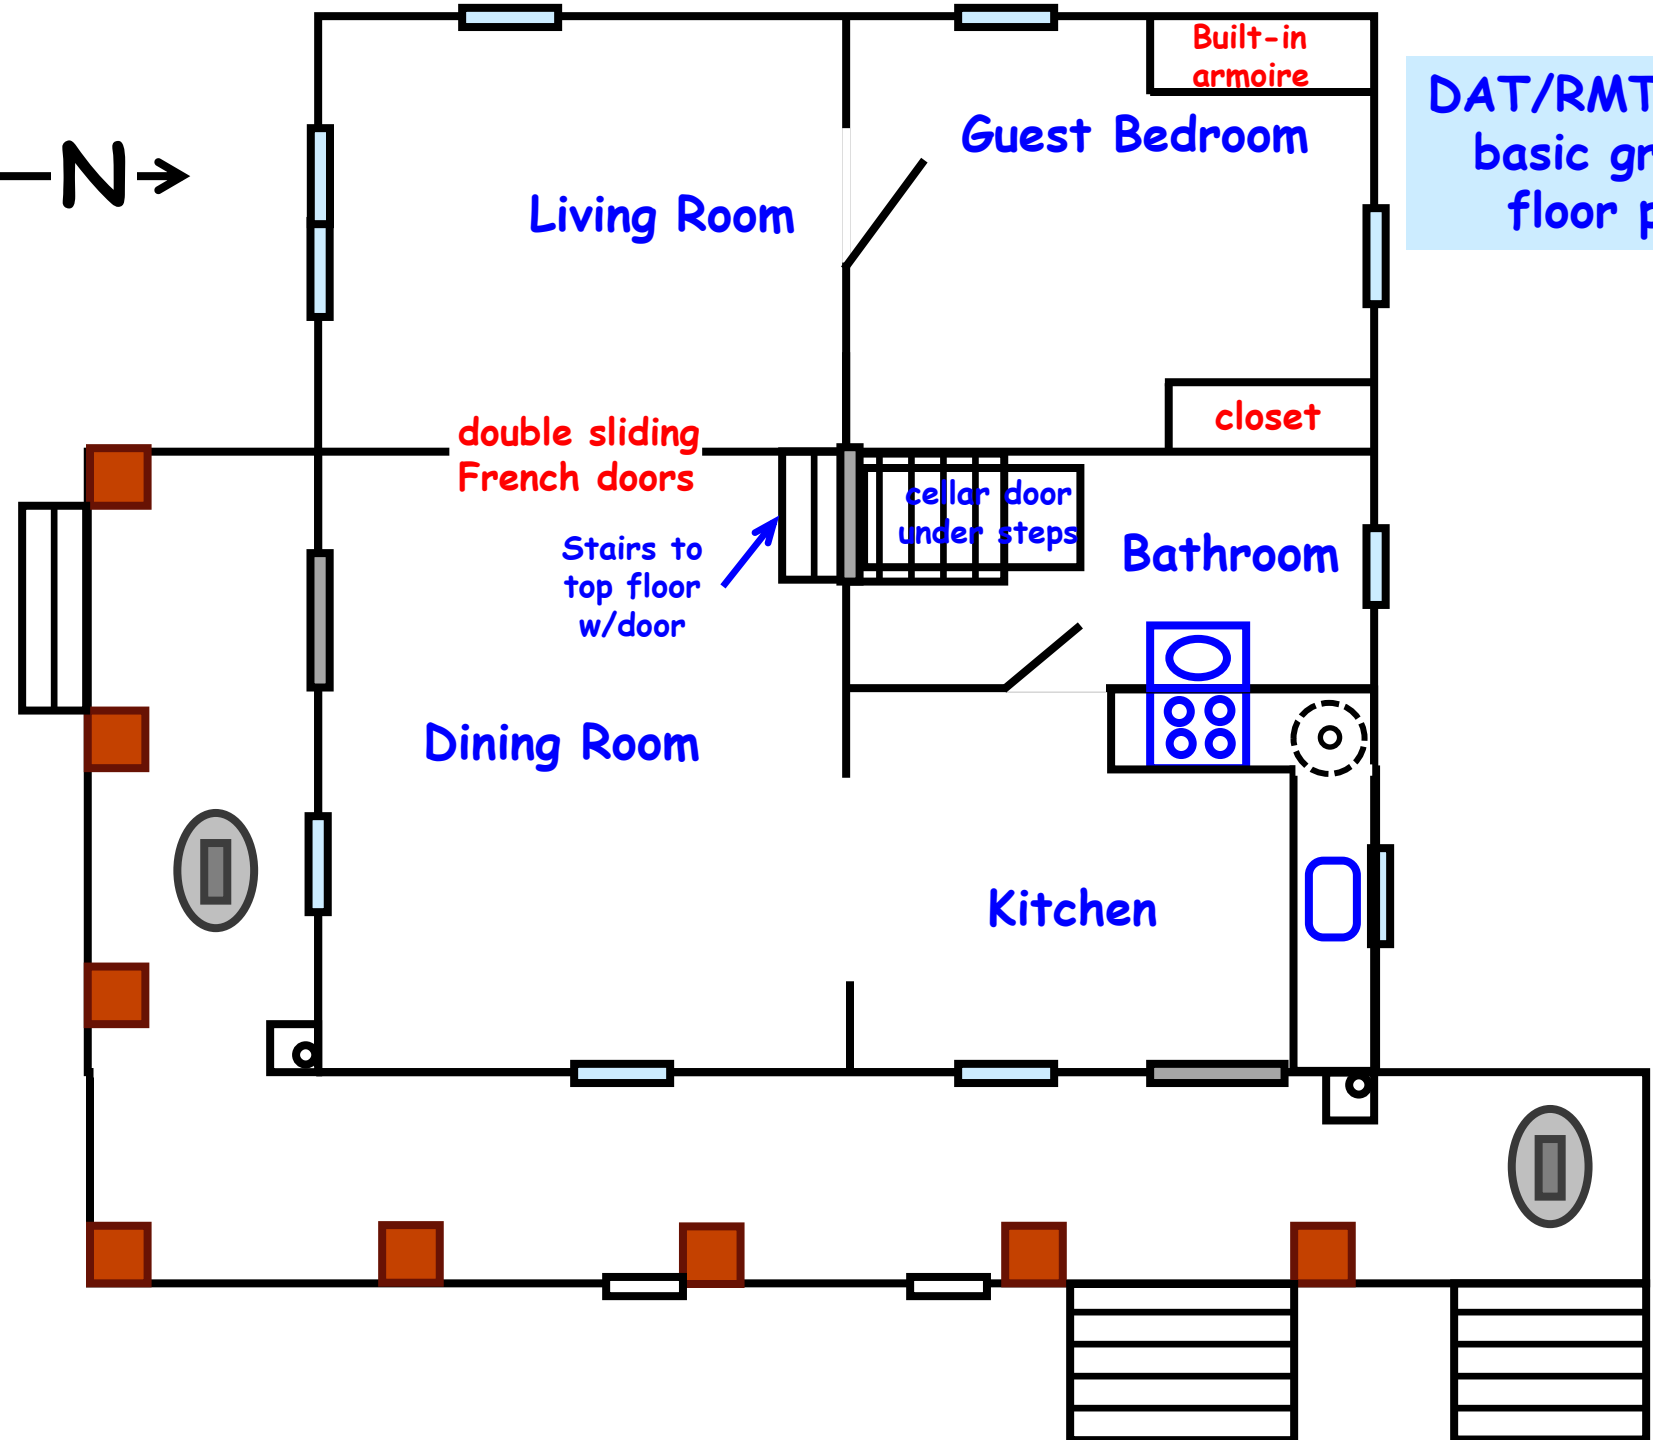 Built-in
armoire
DAT/RMT
basic gr
floor p
Guest Bedroom
N
Living Room
closet
double sliding
French doors
cellar door
under steps
Stairs to
top floor
w/door
Bathroom
Dining Room
Kitchen